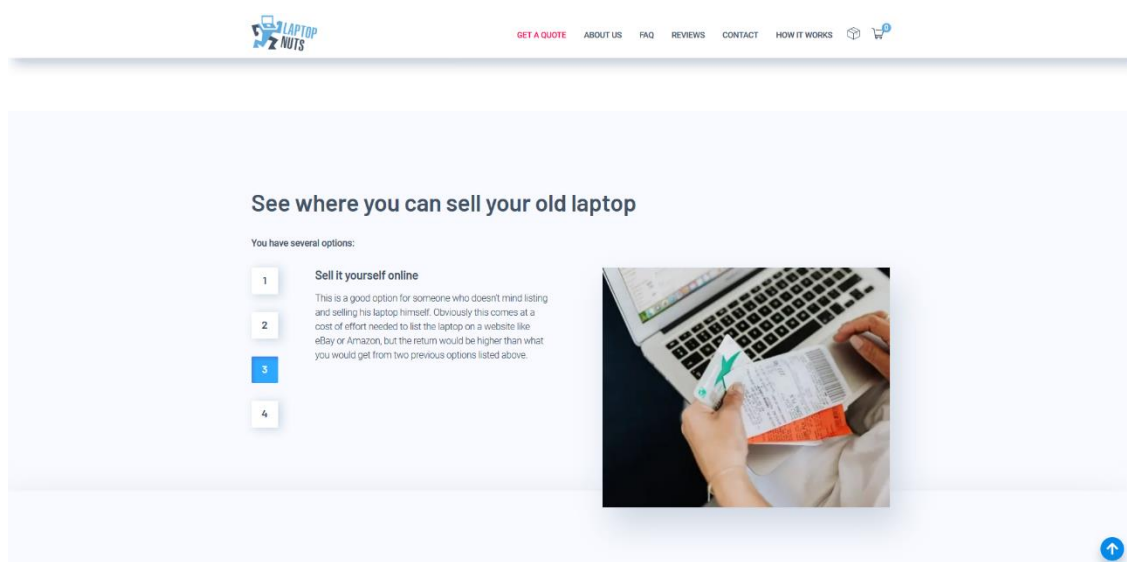 LAPTOP
NUTS
GET A QUOTE ABOUT US FAQ REVIEWS CONTACT HOW IT WORKS 0
See where you can sell your old laptop
You have several options:
1
2
3
4
Sell it yourself online
This is a good option for someone who doesn't mind listing
and selling his laptop himself. Obviously this comes at a
cost of effort needed to list the laptop on a website like
eBay or Amazon, but the return would be higher than what
you would get from two previous options listed above.